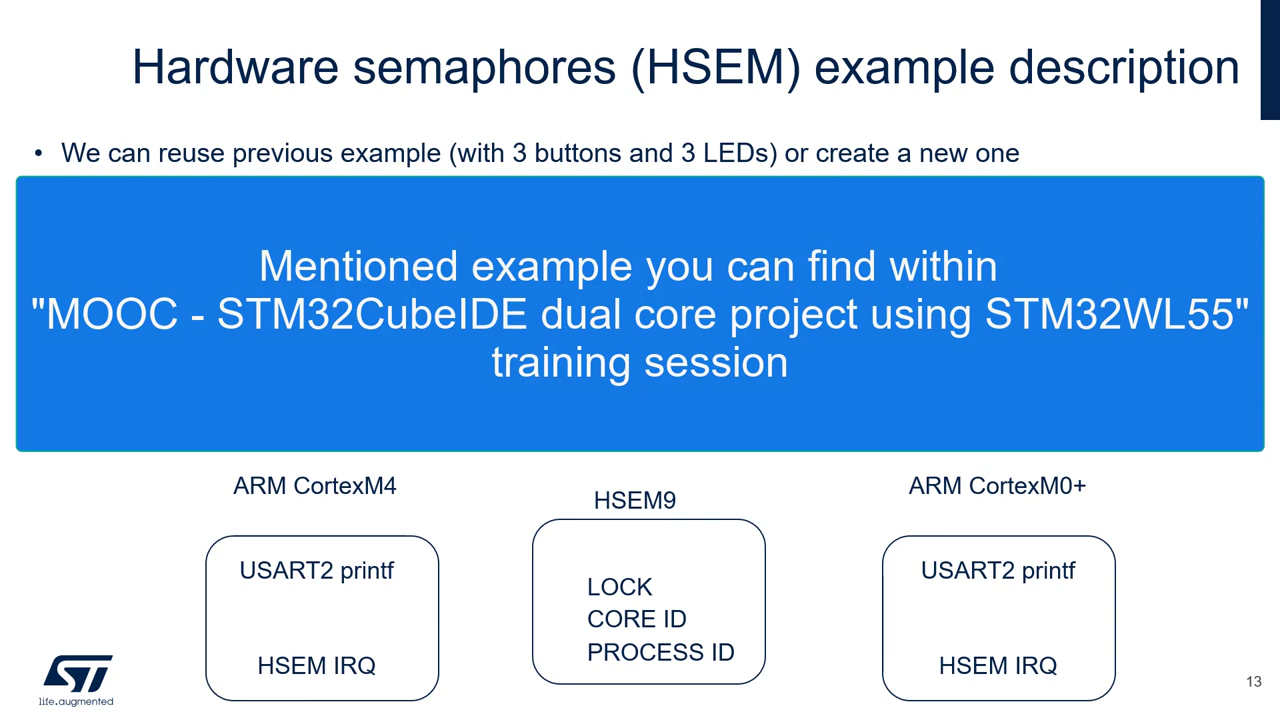 Hardware semaphores (HSEM) example description
• We can reuse previous example (with 3 buttons and 3 LEDs) or create a new one
Mentioned example you can find within
"MOOC - STM32CubeIDE dual core project using STM32WL55"
training session
ARM CortexM4
USART2 printf
HSEM IRQ
HSEM9
LOCK
CORE ID
PROCESS ID
ARM CortexM0+
USART2 printf
HSEM IRQ
ST
life.augmented
13